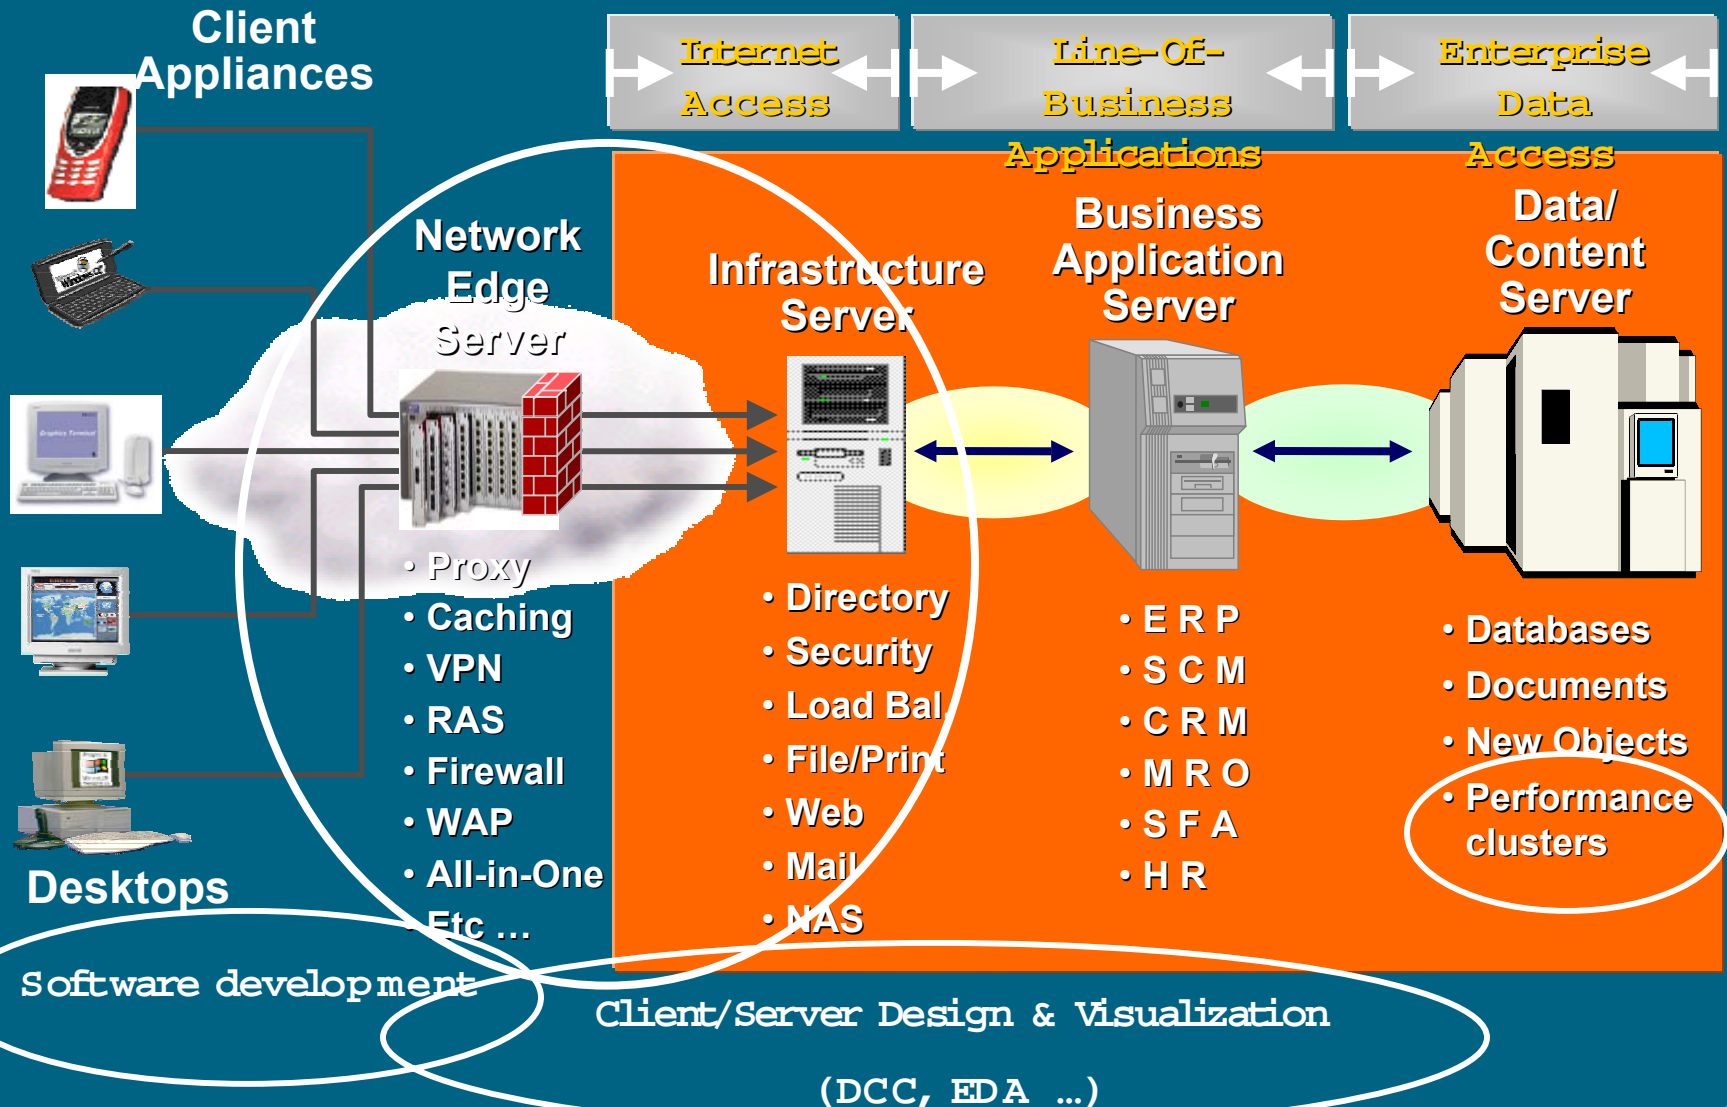 Client
Appliances
Internet
Access
Line-Of-
Business
Applications
Enterprise
Data
Access
Network
Edge
Server
Infrastructure
Server
Business
Application
Server
Data/
Content
Server
Graphics Terminal
• Proxy
• Caching
• VPN
• RAS
• Firewall
• WAP
• All-in-One
• Etc …
• Directory
• Security
• Load Bal.
• File/Print
• Web
• Mail
• NAS
• E R P
• S C M
• C R M
• M R O
• S F A
• H R
• Databases
• Documents
• New Objects
• Performance
clusters
Desktops
Software development
Client/Server Design & Visualization
(DCC, EDA …)